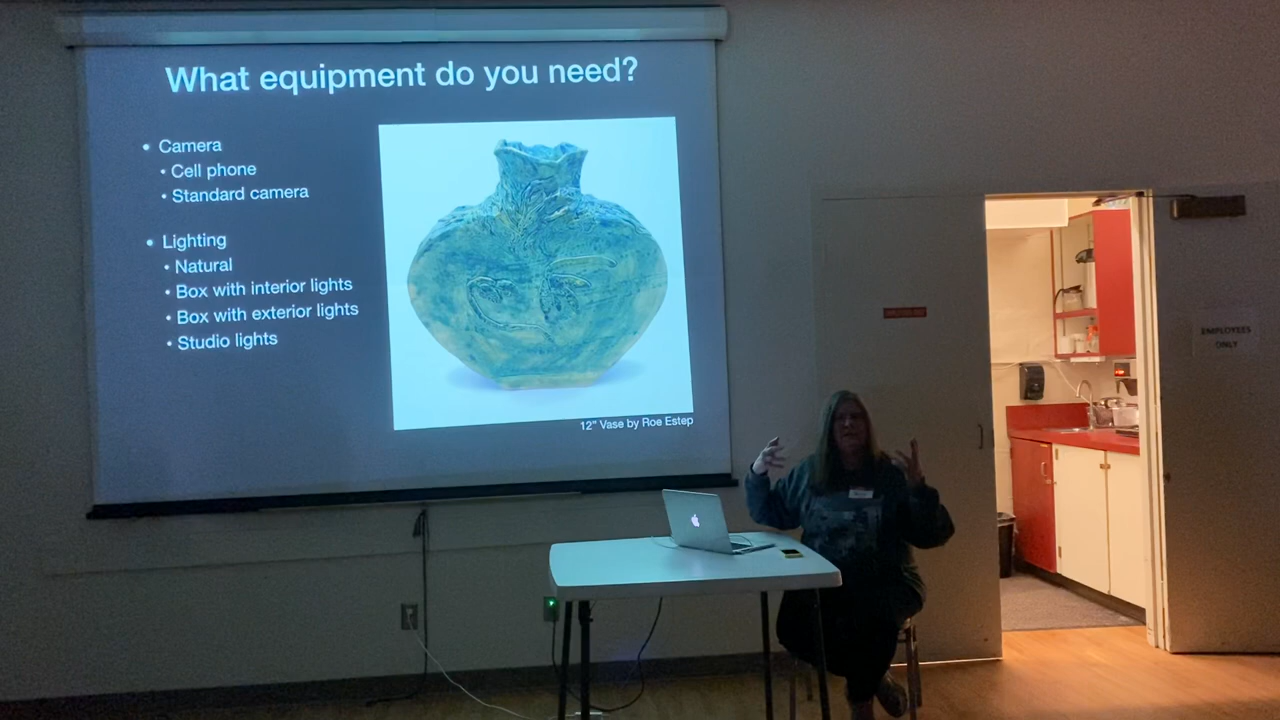 What equipment do you need?
• Camera
• Cell phone
• Standard camera
• Lighting
• Natural
• Box with interior lights
• Box with exterior lights
• Studio lights
12" Vase by Roe Estep
EMPLOYEES
ONLY